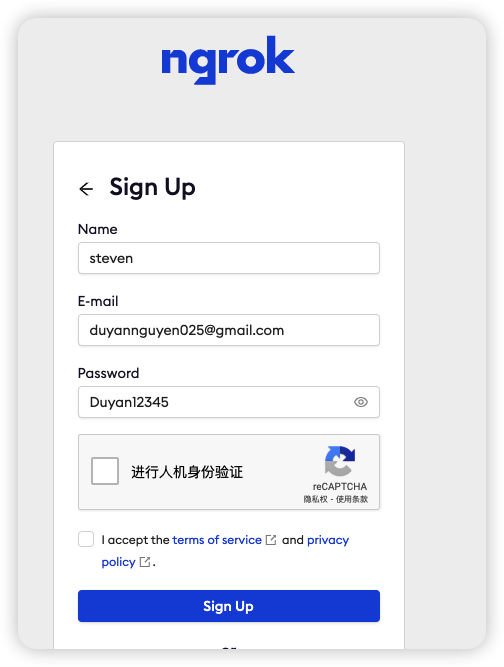 ngrok
← Sign Up
Name
steven
E-mail
duyannguyen025@gmail.com
Password
Duyan12345
进行人机身份验证
reCAPTCHA
隐私权 - 使用条款
I accept the terms of service and privacy
policy .
Sign Up